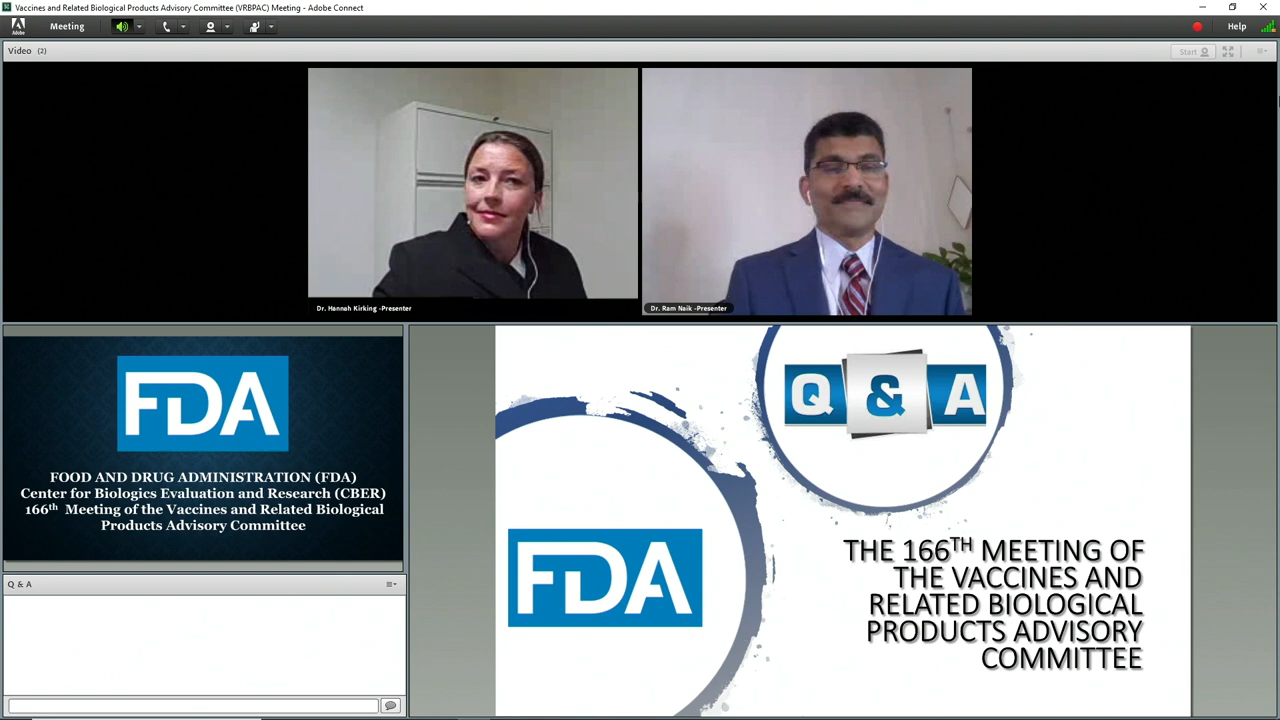 Vaccines and Related Biological Products Advisory Committee (VRBPAC) Meeting - Adobe Connect
Adobe
Meeting
Help
Video (2)
Start
Dr. Hannah Kirking -Presenter
Dr. Ram Naik -Presenter
FDA
FOOD AND DRUG ADMINISTRATION (FDA)
Center for Biologics Evaluation and Research (CBER)
166th Meeting of the Vaccines and Related Biological
Products Advisory Committee
Q & A
Q & A
FDA
THE 166TH MEETING OF
THE VACCINES AND
RELATED BIOLOGICAL
PRODUCTS ADVISORY
COMMITTEE